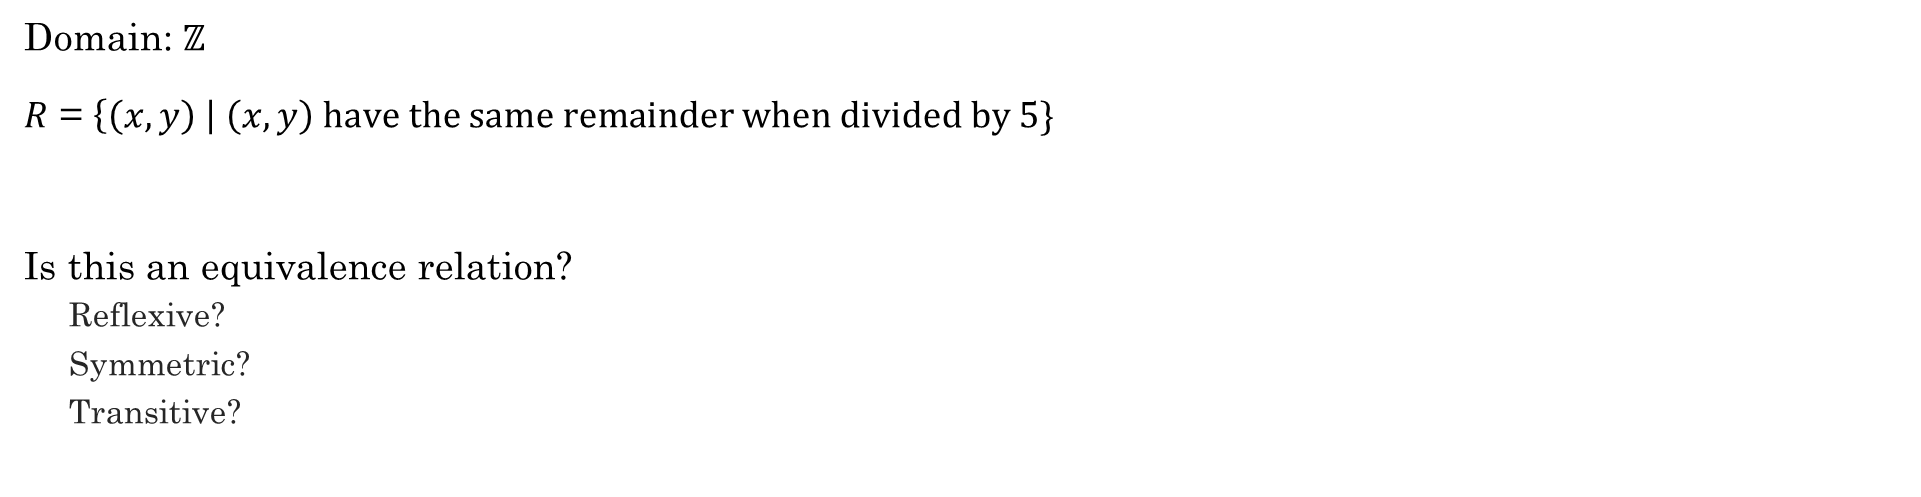 Domain: ℤ
R = {(x, y) | (x, y) have the same remainder when divided by 5}
Is this an equivalence relation?
Reflexive?
Symmetric?
Transitive?